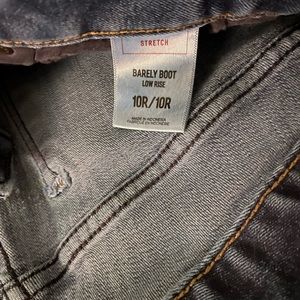 STRETCH
BARELY BOOT
LOW RISE
10R/10R
MADE IN INDONESIA
FABRIQUÉ EN INDONÉSIE